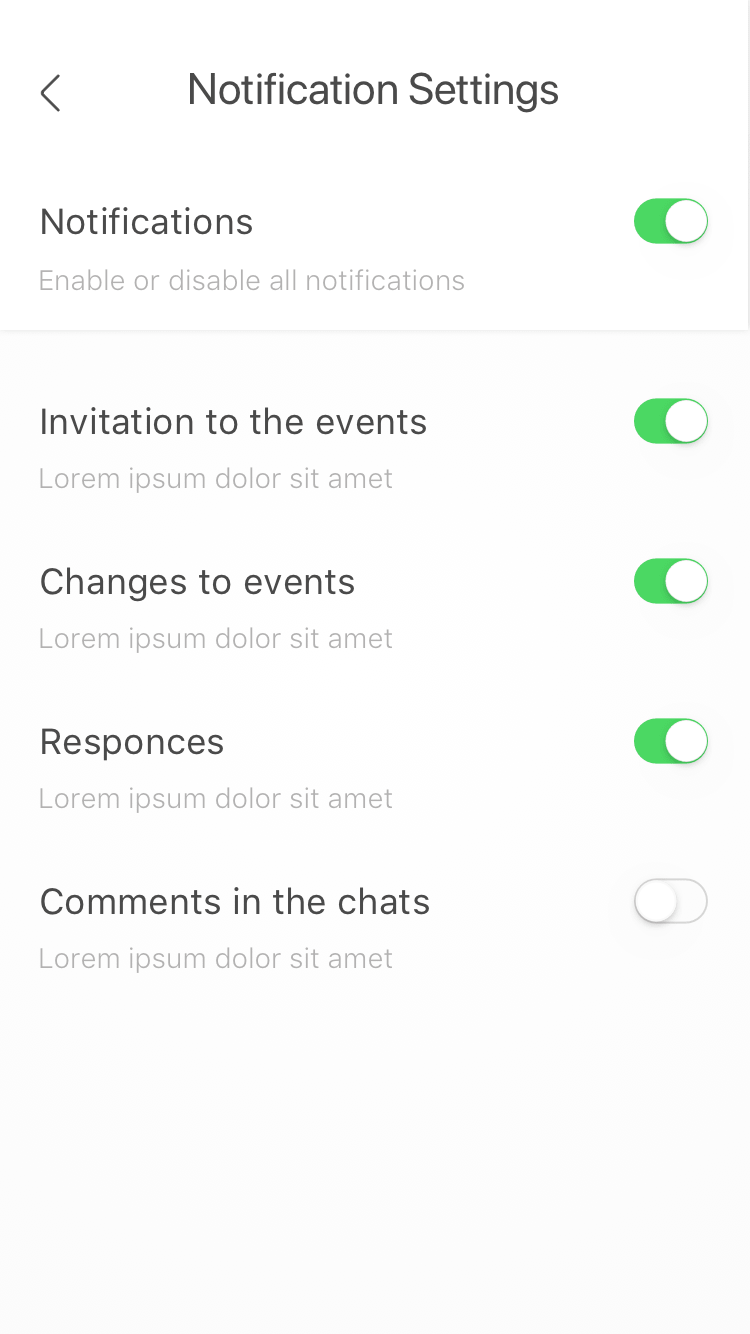 Notification Settings
Notifications
Enable or disable all notifications
Invitation to the events
Lorem ipsum dolor sit amet
Changes to events
Lorem ipsum dolor sit amet
Responces
Lorem ipsum dolor sit amet
Comments in the chats
Lorem ipsum dolor sit amet